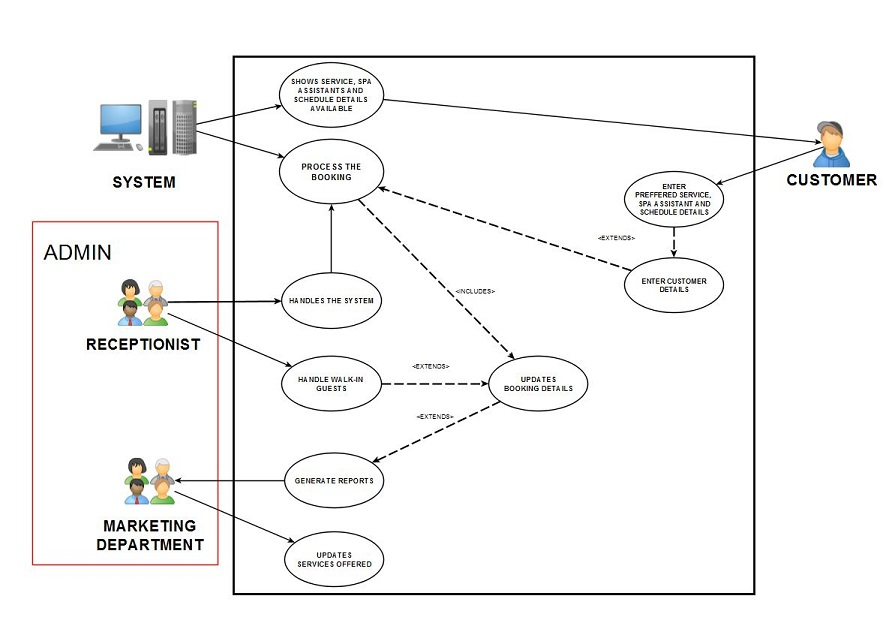 SHOWS SERVICE, SPA
ASSISTANTS AND
SCHEDULE DETAILS
AVAILABLE
SYSTEM
PROCESS THE
BOOKING
CUSTOMER
ENTER
PREFFERED SERVICE,
SPA ASSISTANT AND
SCHEDULE DETAILS
<EXTENDS>
ENTER CUSTOMER
DETAILS
ADMIN
RECEPTIONIST
HANDLES THE SYSTEM
<INCLUDES>
HANDLE WALK-IN
GUESTS
<EXTENDS>
UPDATES
BOOKING DETAILS
<EXTENDS>
GENERATE REPORTS
MARKETING
DEPARTMENT
UPDATES
SERVICES OFFERED